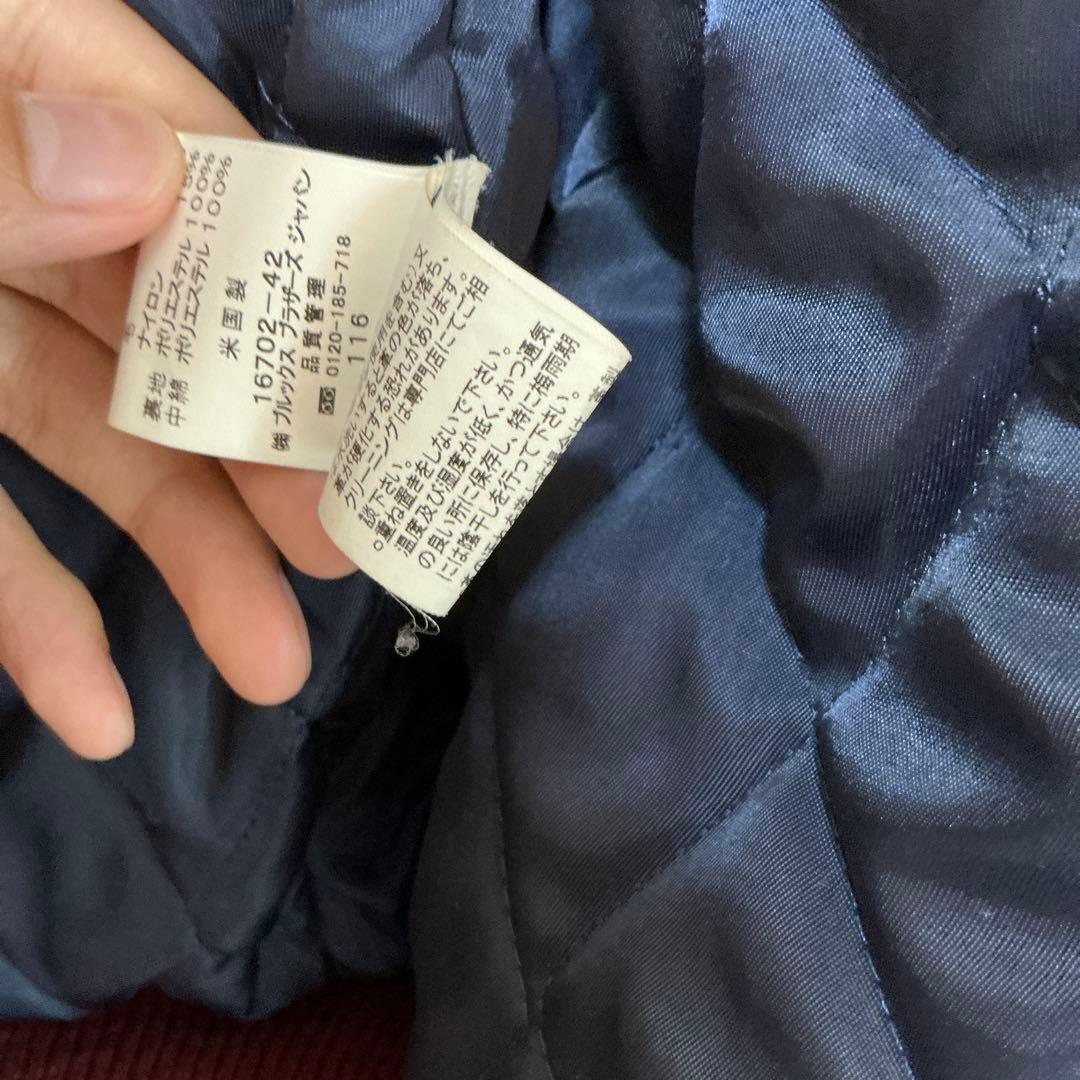 ナイロン 15%
裏地 ポリエステル 100%
中綿 ポリエステル 100%
米国製
16702-42
㈱ ブルックス ブラザーズ ジャパン
品質管理
0120-185-718
116
すると
革の色が落ち、
革が硬化する恐れがあります。
クリーニングは専門店にてご相
談下さい。
○重ね置きをしないで下さい。
温度及び湿度が低く、かつ通気
の良い所に保存し、特に梅雨期
には陰干しを行って下さい。